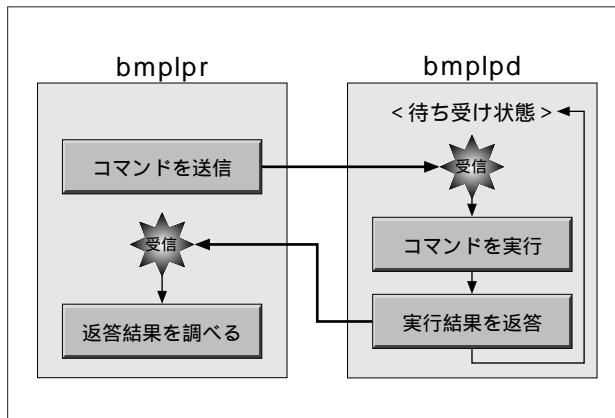 bmplpr
コマンドを送信
受信
返答結果を調べる
bmplpd
<待ち受け状態>
受信
コマンドを実行
実行結果を返答